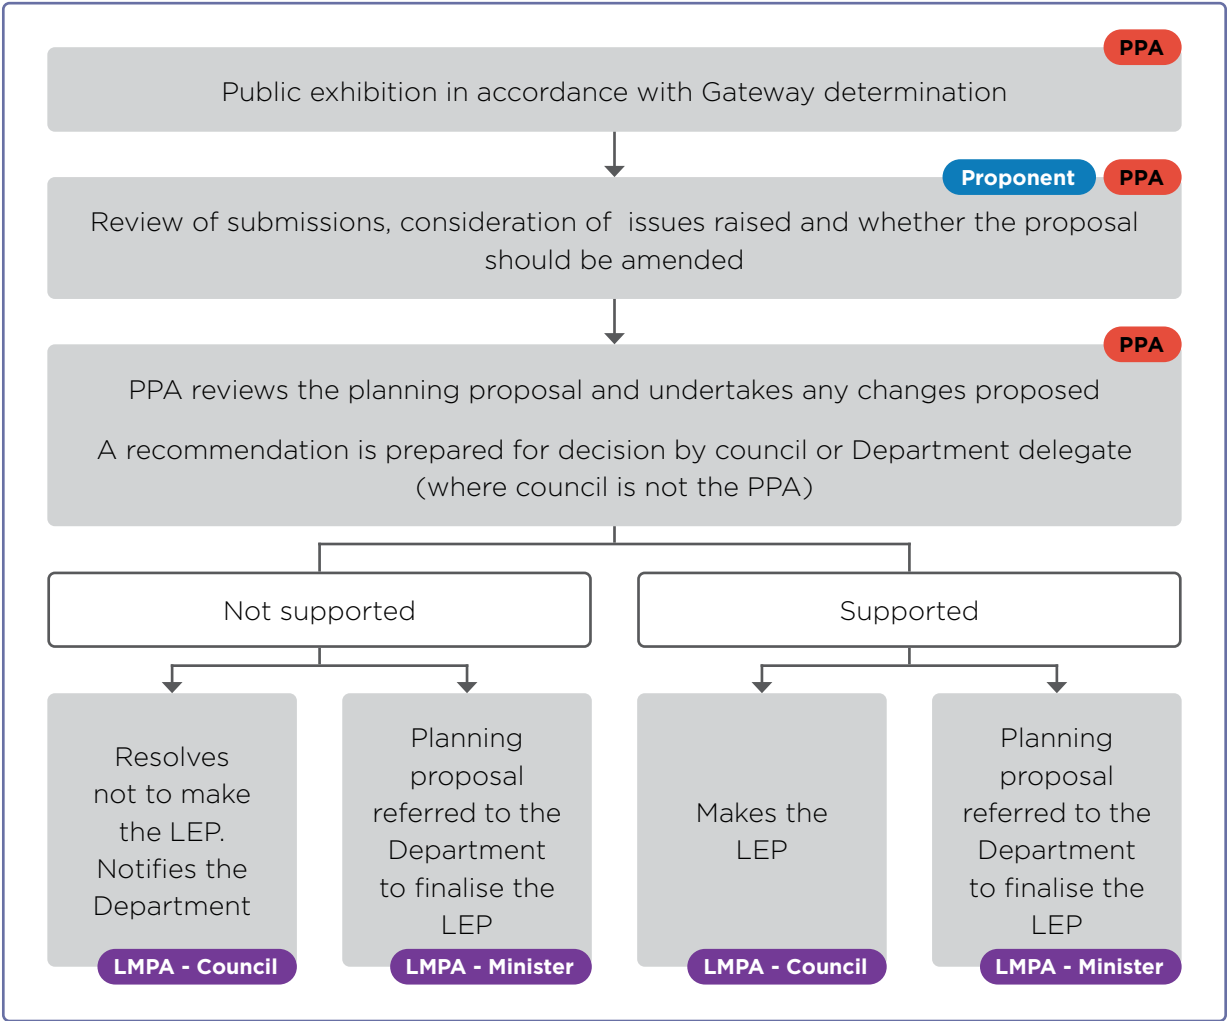 PPA
Public exhibition in accordance with Gateway determination
Proponent
PPA
Review of submissions, consideration of issues raised and whether the proposal
should be amended
PPA
PPA reviews the planning proposal and undertakes any changes proposed
A recommendation is prepared for decision by council or Department delegate
(where council is not the PPA)
Not supported
Supported
Resolves
not to make
the LEP.
Notifies the
Department
LMPA - Council
Planning
proposal
referred to the
Department
to finalise the
LEP
LMPA - Minister
Makes the
LEP
LMPA - Council
Planning
proposal
referred to the
Department
to finalise the
LEP
LMPA - Minister